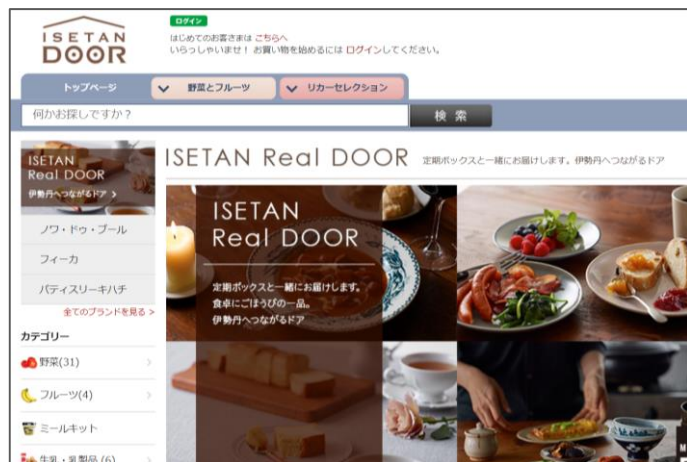 ISETAN
DOOR
ログイン
はじめてのお客さまは こちらへ
いらっしゃいませ！ お買い物を始めるには ログインしてください。
トップページ
野菜とフルーツ
リカーセレクション
何かお探しですか？
検 索
ISETAN
Real DOOR
伊勢丹へつながるドア >
ノワ・ドゥ・ブール
フィーカ
パティスリーキハチ
全てのブランドを見る >
カテゴリー
野菜(31)
フルーツ(4)
ミールキット
牛乳・乳製品 (6)
ISETAN Real DOOR 定期ボックスと一緒にお届けします。伊勢丹へつながるドア
ISETAN
Real DOOR
定期ボックスと一緒にお届けします。
食卓にごほうびの一品。
伊勢丹へつながるドア